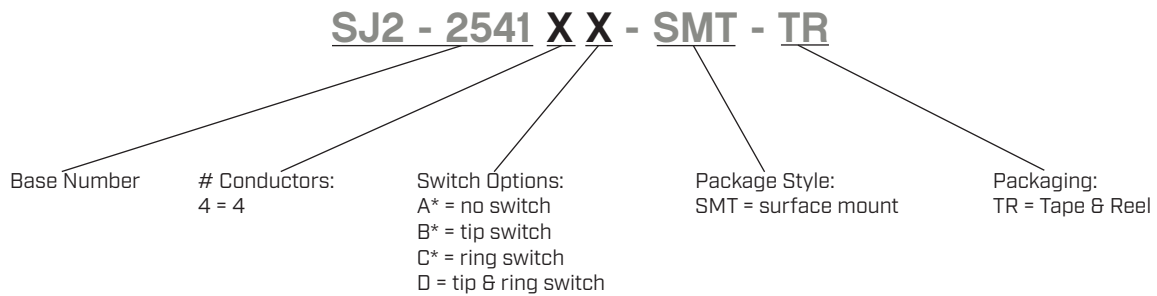 SJ2 - 2541 X X - SMT - TR
Base Number
# Conductors:
4 = 4
Switch Options:
A* = no switch
B* = tip switch
C* = ring switch
D = tip & ring switch
Package Style:
SMT = surface mount
Packaging:
TR = Tape & Reel